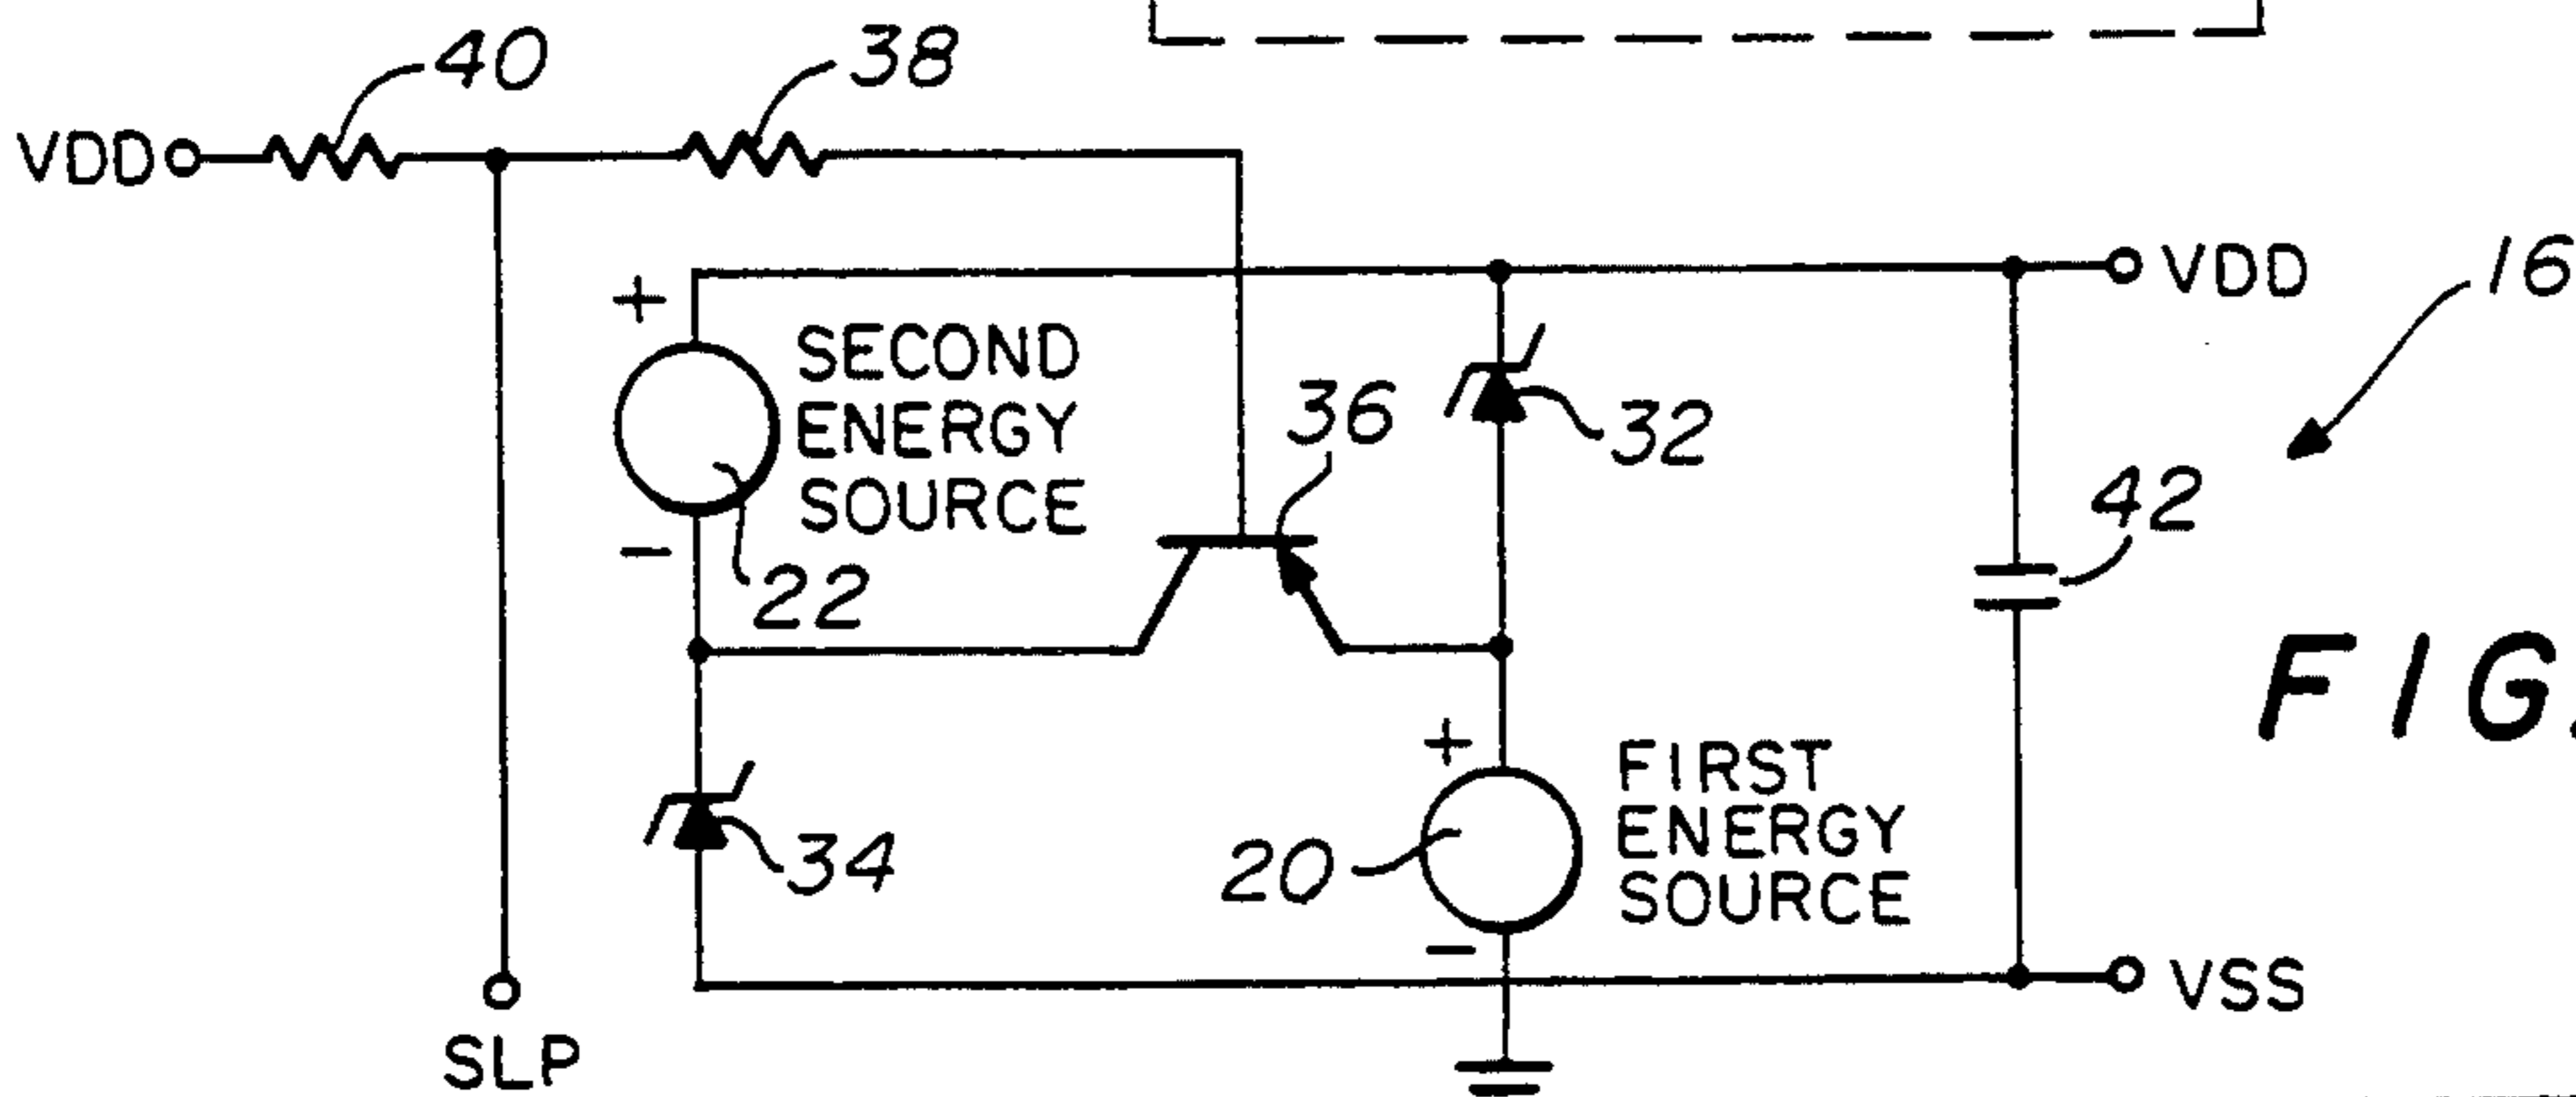 40
38
VDD
VDD
16
+
SECOND
ENERGY
SOURCE
36
32
42
-
22
FIG.
+
FIRST
ENERGY
SOURCE
34
20
-
VSS
SLP